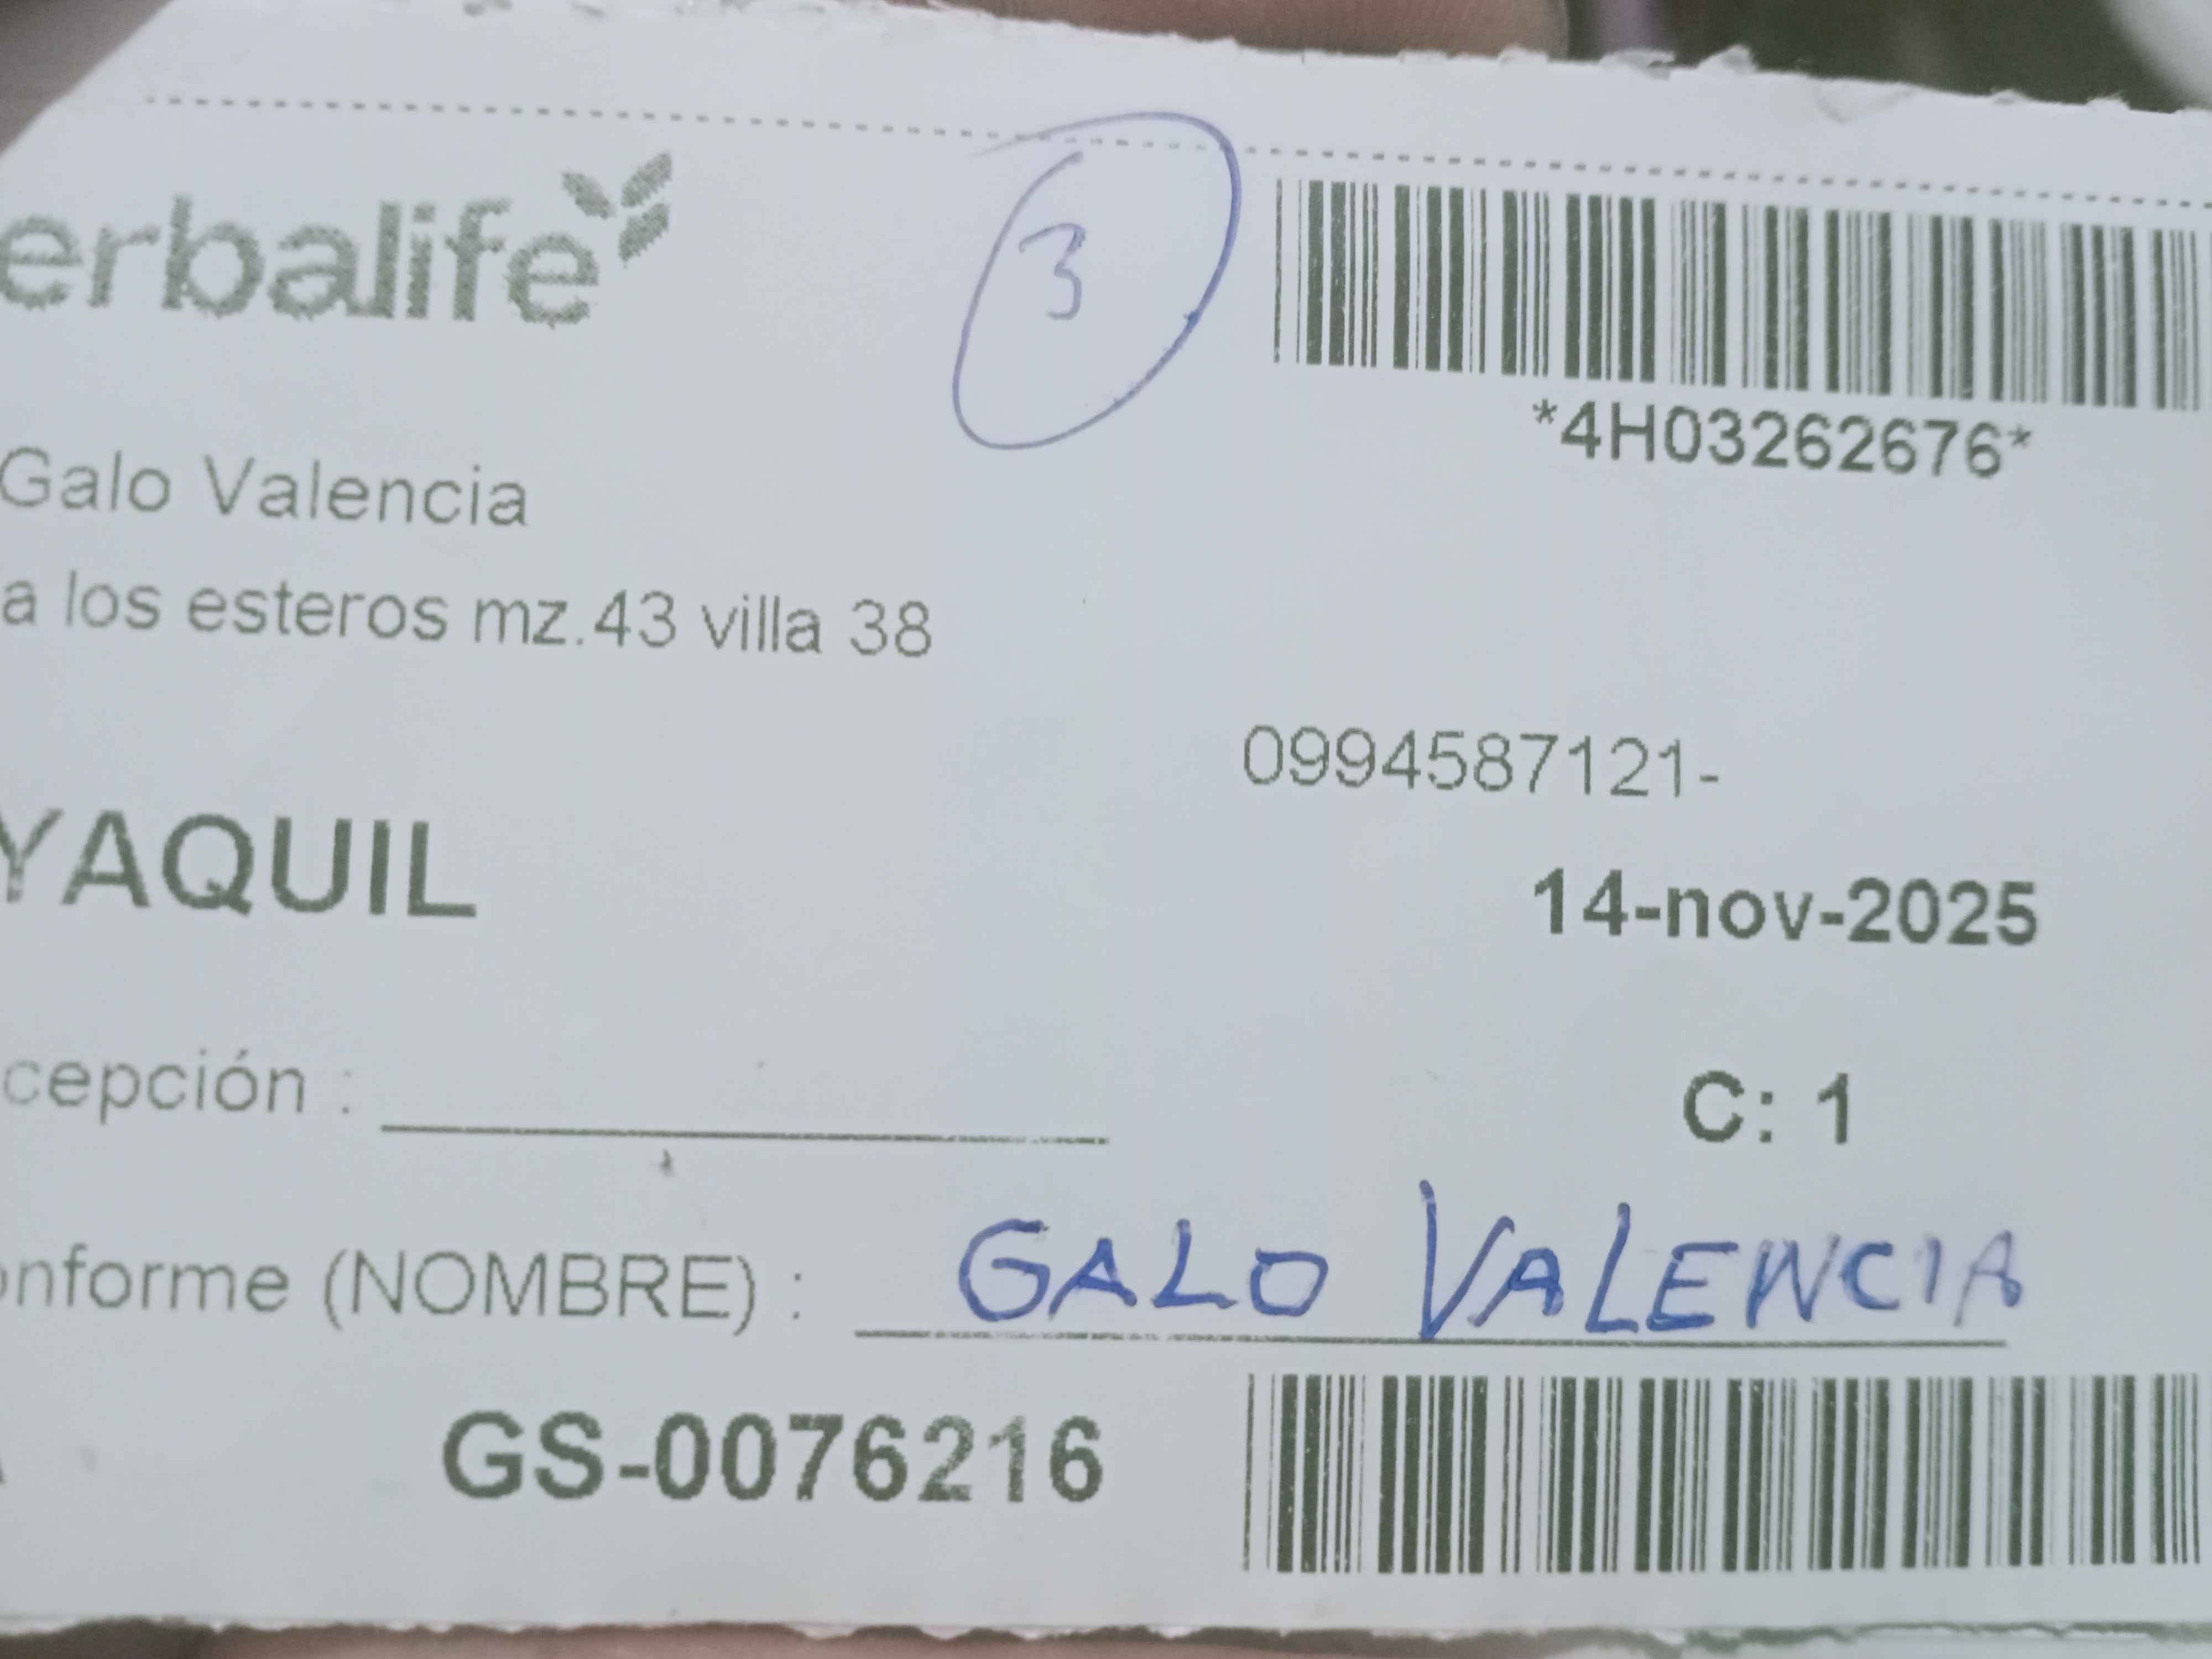 erbalife
3
*4H03262676*
Galo Valencia
a los esteros mz.43 villa 38
0994587121-
YAQUIL
14-nov-2025
cepción :
C: 1
onforme (NOMBRE) : GALO VALENCIA
GS-0076216